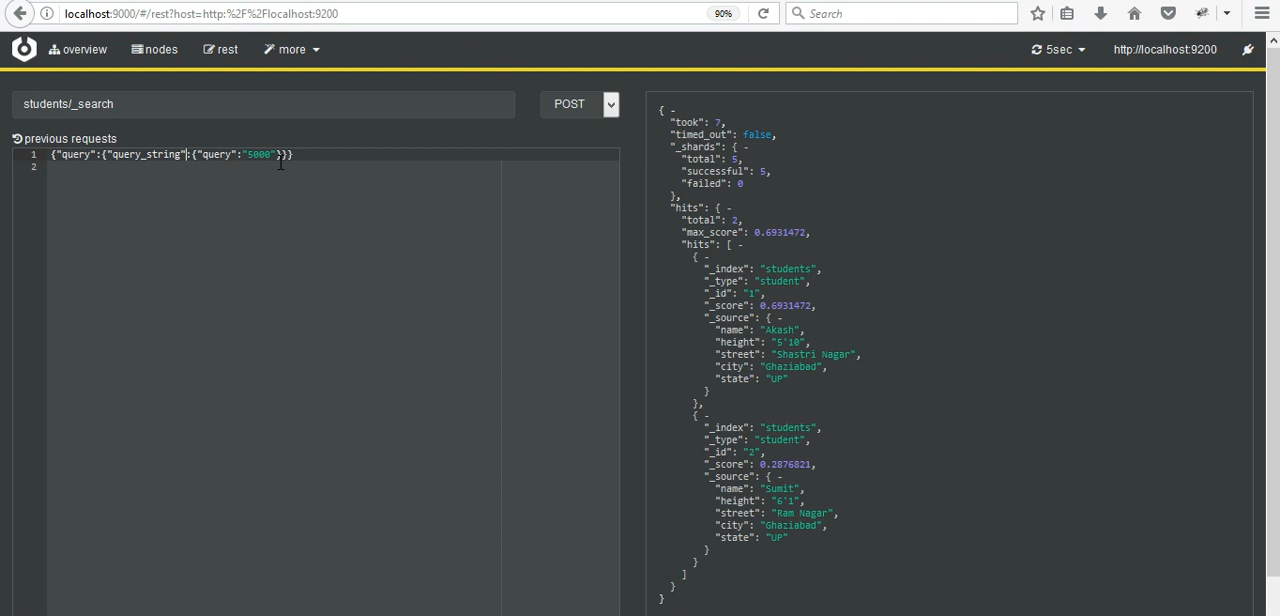 localhost:9000/#/rest?host=http:%2F%2Flocalhost:9200
90%
Search
overview
nodes
rest
more
5sec
http://localhost:9200
students/_search
POST
previous requests
1 {"query":{"query_string":{"query":"5000"}}}
2
{ -
"took": 7,
"timed_out": false,
"_shards": { -
"total": 5,
"successful": 5,
"failed": 0
},
"hits": { -
"total": 2,
"max_score": 0.6931472,
"hits": [ -
{ -
"_index": "students",
"_type": "student",
"_id": "1",
"_score": 0.6931472,
"_source": { -
"name": "Akash",
"height": "5'10",
"street": "Shastri Nagar",
"city": "Ghaziabad",
"state": "UP"
}
},
{ -
"_index": "students",
"_type": "student",
"_id": "2",
"_score": 0.2876821,
"_source": { -
"name": "Sumit",
"height": "6'1",
"street": "Ram Nagar",
"city": "Ghaziabad",
"state": "UP"
}
}
]
}
}